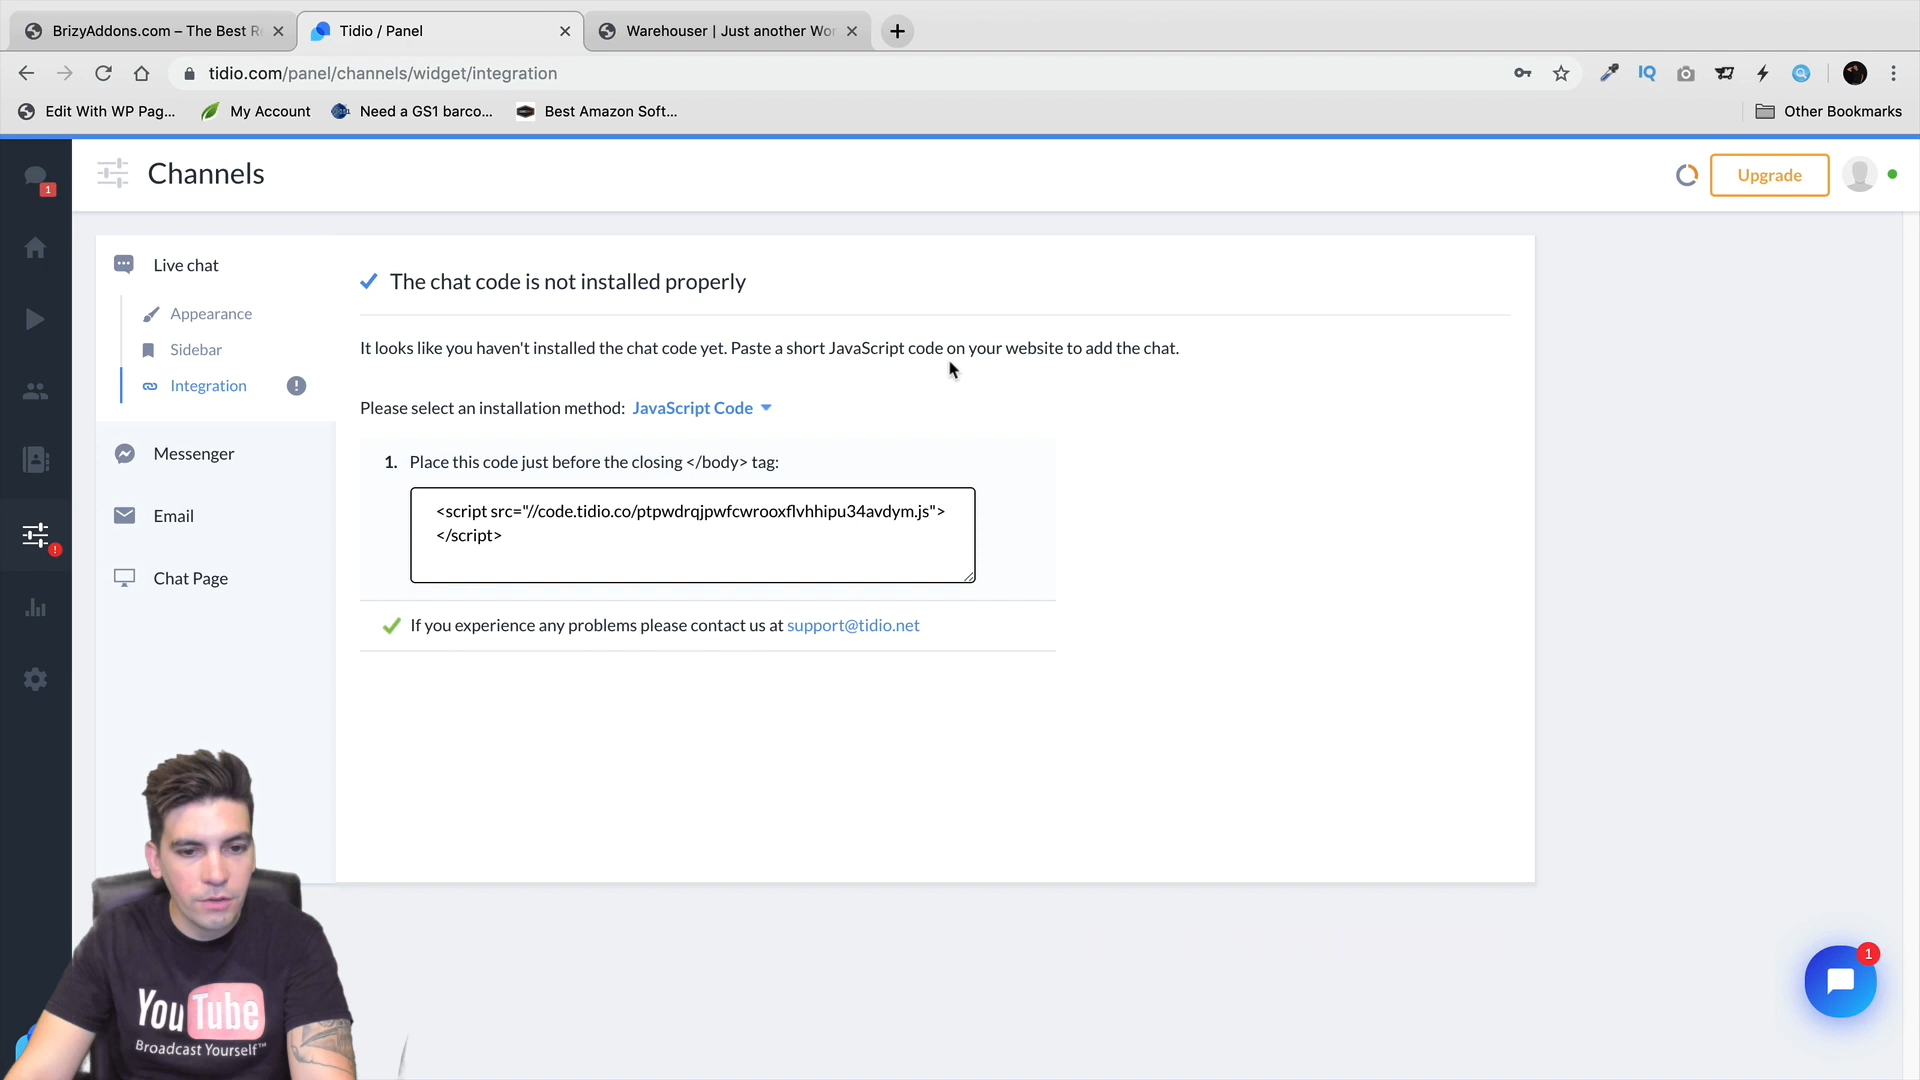 BrizyAddons.com – The Best R
Tidio / Panel
Warehouser | Just another Wor
tidio.com/panel/channels/widget/integration
IQ
Edit With WP Pag...
My Account
Need a GS1 barco...
Best Amazon Soft...
Other Bookmarks
1
Channels
Upgrade
Live chat
Appearance
Sidebar
Integration
!
Messenger
Email
Chat Page
!
The chat code is not installed properly
It looks like you haven't installed the chat code yet. Paste a short JavaScript code on your website to add the chat.
Please select an installation method: JavaScript Code
1. Place this code just before the closing </body> tag:
<script src="//code.tidio.co/ptpwdrqjpwfcwrooxflvhhipu34avdym.js">
</script>
If you experience any problems please contact us at support@tidio.net
You Tube
Broadcast Yourself™
1